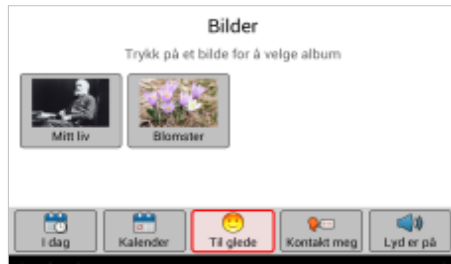 Bilder
Trykk på et bilde for å velge album
Mitt liv
Blomster
I dag
Kalender
Til glede
Kontakt meg
Lyd er på